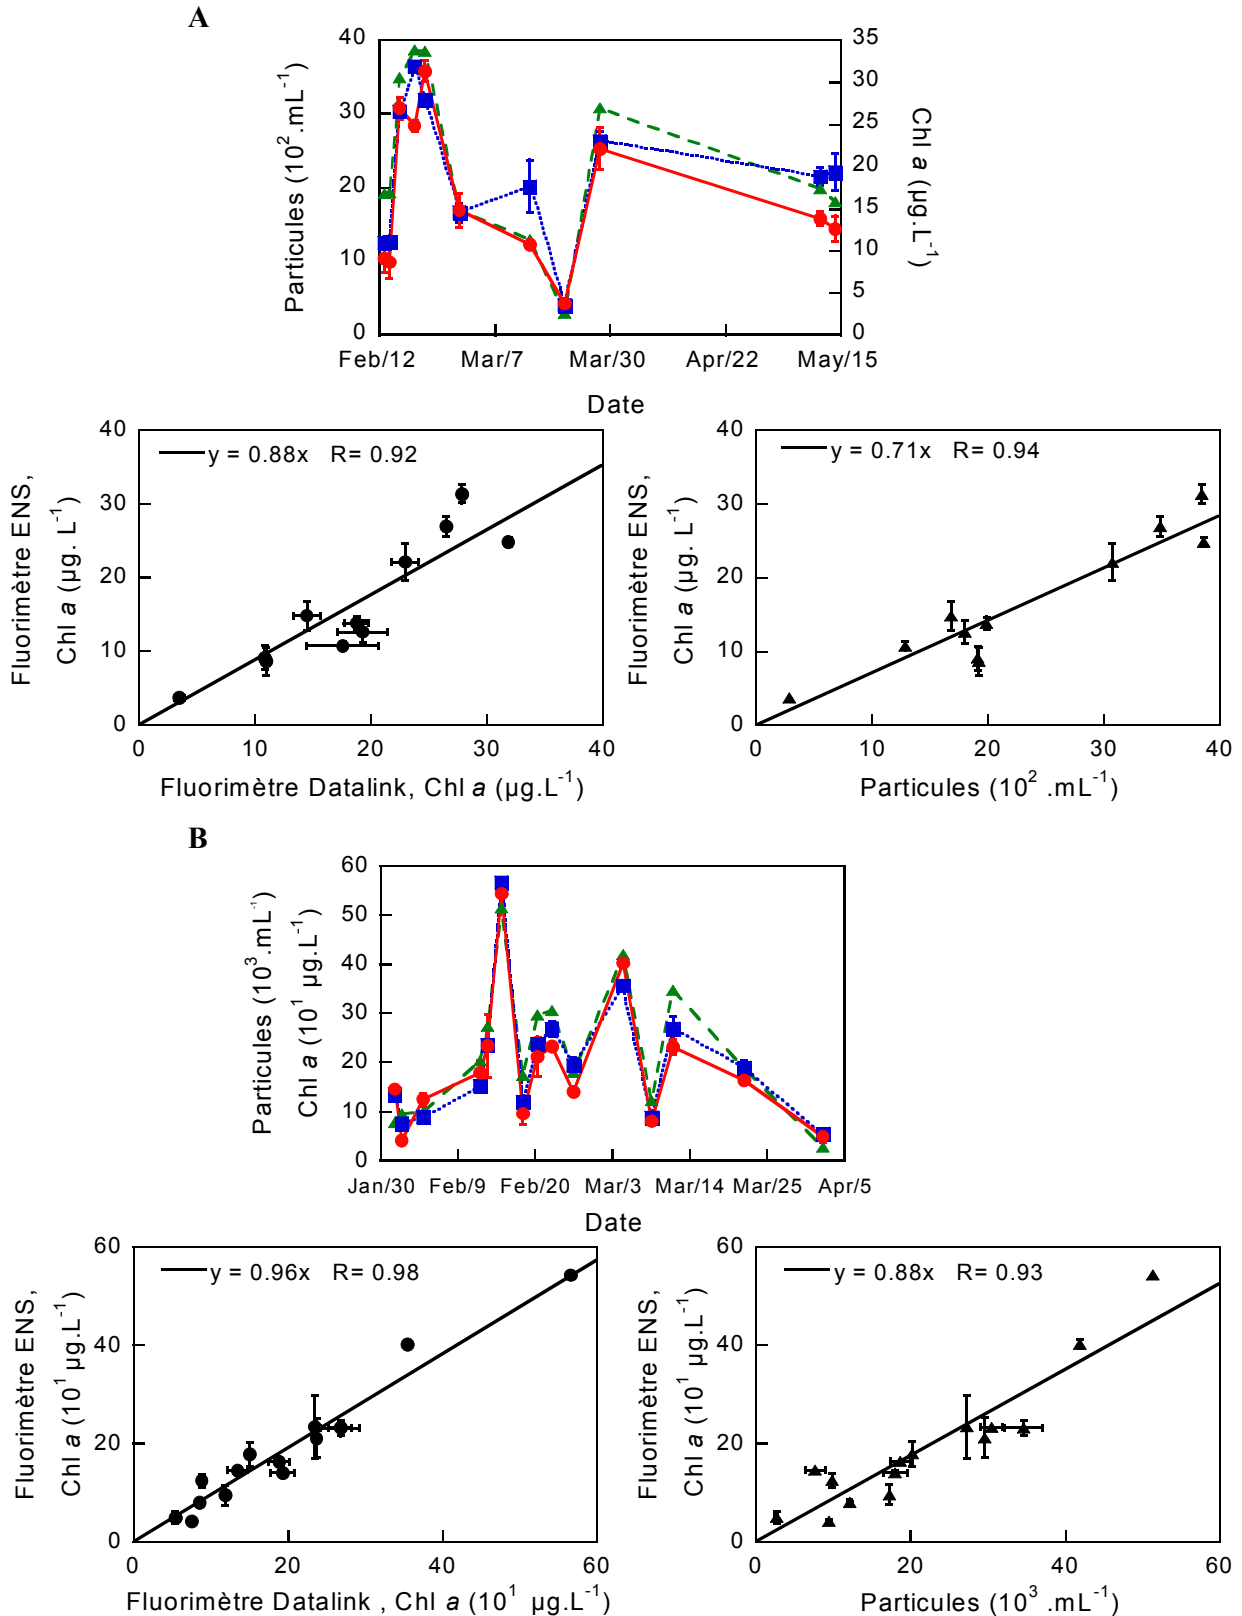 A
Particules (10² .mL⁻¹)
40
30
20
10
0
35
30
25
20
15
10
5
0
Chl a (µg.L⁻¹)
Feb/12 Mar/7 Mar/30 Apr/22 May/15
Date
Fluorimètre ENS,
Chl a (µg. L⁻¹)
40
30
20
10
0
y = 0.88x R= 0.92
0 10 20 30 40
Fluorimètre Datalink, Chl a (µg.L⁻¹)
Fluorimètre ENS,
Chl a (µg. L⁻¹)
40
30
20
10
0
y = 0.71x R= 0.94
0 10 20 30 40
Particules (10² .mL⁻¹)
B
Particules (10³.mL⁻¹)
Chl a (10¹ µg.L⁻¹)
60
50
40
30
20
10
0
Jan/30 Feb/9 Feb/20 Mar/3 Mar/14 Mar/25 Apr/5
Date
Fluorimètre ENS,
Chl a (10¹ µg.L⁻¹)
60
40
20
0
y = 0.96x R= 0.98
0 20 40 60
Fluorimètre Datalink , Chl a (10¹ µg.L⁻¹)
Fluorimètre ENS,
Chl a (10¹ µg.L⁻¹)
60
40
20
0
y = 0.88x R= 0.93
0 20 40 60
Particules (10³ .mL⁻¹)